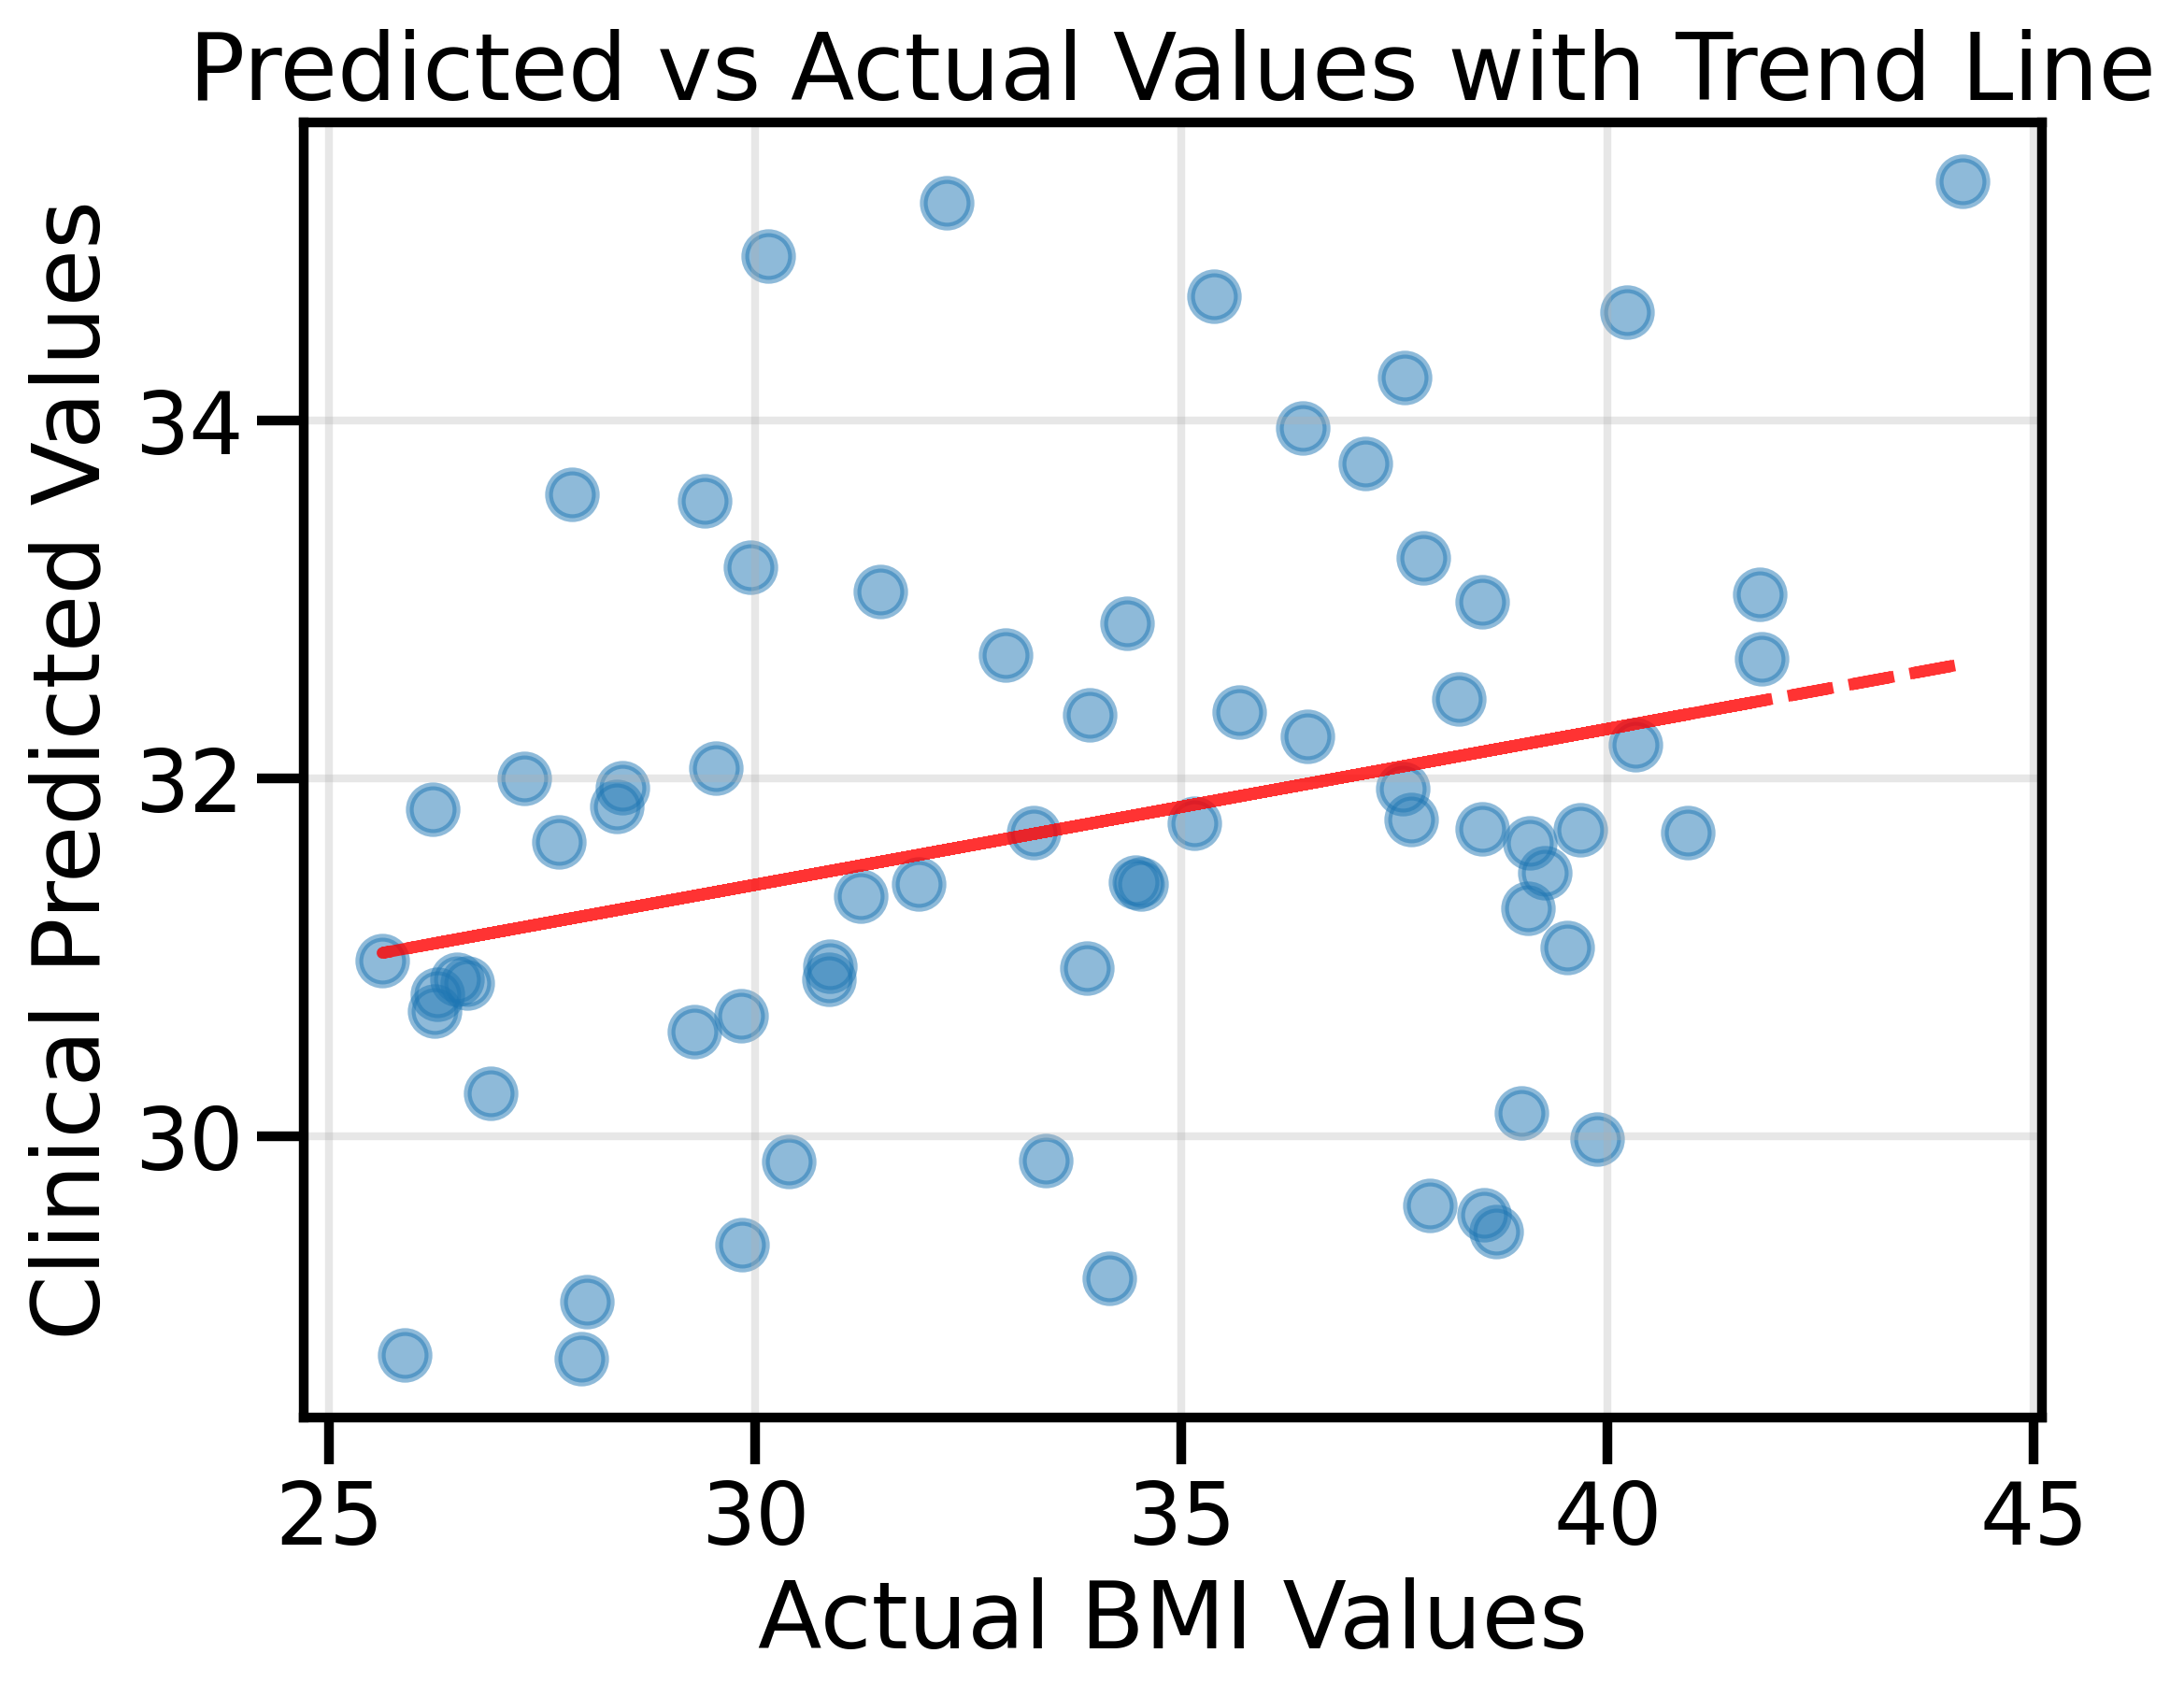 Predicted vs Actual Values with Trend Line
Clinical Predicted Values
34
32
30
25 30 35 40 45
Actual BMI Values